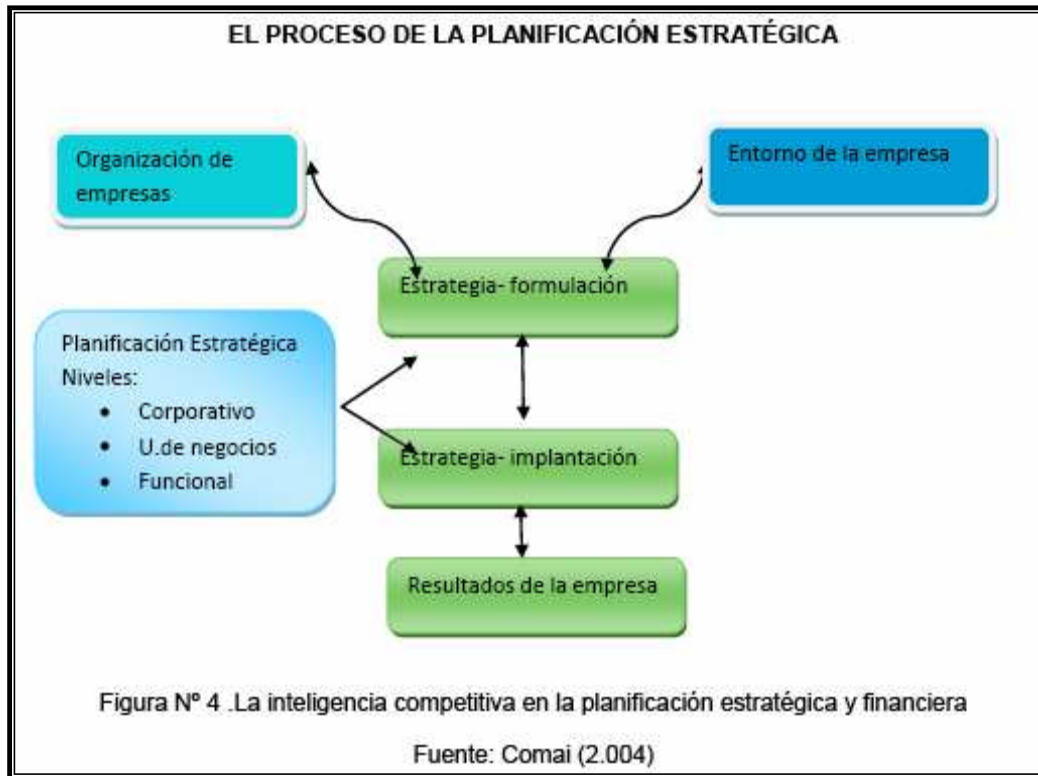 EL PROCESO DE LA PLANIFICACIÓN ESTRATÉGICA
Organización de
empresas
Entorno de la empresa
Estrategia- formulación
Planificación Estratégica
Niveles:
• Corporativo
• U.de negocios
• Funcional
Estrategia- implantación
Resultados de la empresa
Figura Nº 4 .La inteligencia competitiva en la planificación estratégica y financiera
Fuente: Comai (2.004)